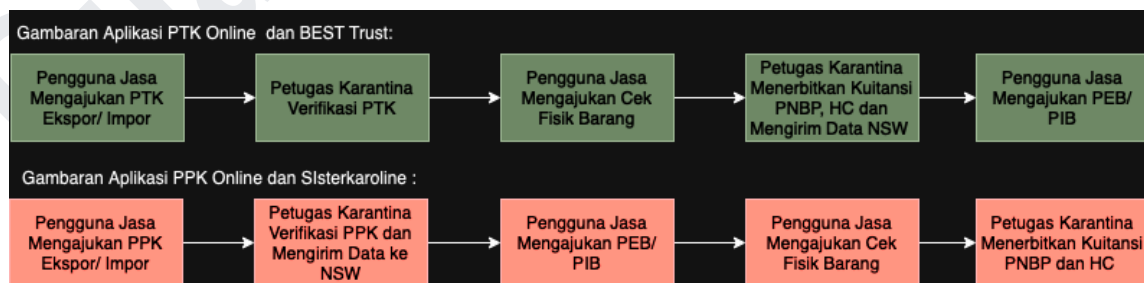 Gambaran Aplikasi PTK Online dan BEST Trust:
Pengguna Jasa
Mengajukan PTK
Ekspor/ Impor
Petugas Karantina
Verifikasi PTK
Pengguna Jasa
Mengajukan Cek
Fisik Barang
Petugas Karantina
Menerbitkan Kuitansi
PNBP, HC dan
Mengirim Data NSW
Pengguna Jasa
Mengajukan PEB/
PIB
Gambaran Aplikasi PPK Online dan SIsterkaroline :
Pengguna Jasa
Mengajukan PPK
Ekspor/ Impor
Petugas Karantina
Verifikasi PPK dan
Mengirim Data ke
NSW
Pengguna Jasa
Mengajukan PEB/
PIB
Pengguna Jasa
Mengajukan Cek
Fisik Barang
Petugas Karantina
Menerbitkan Kuitansi
PNBP dan HC